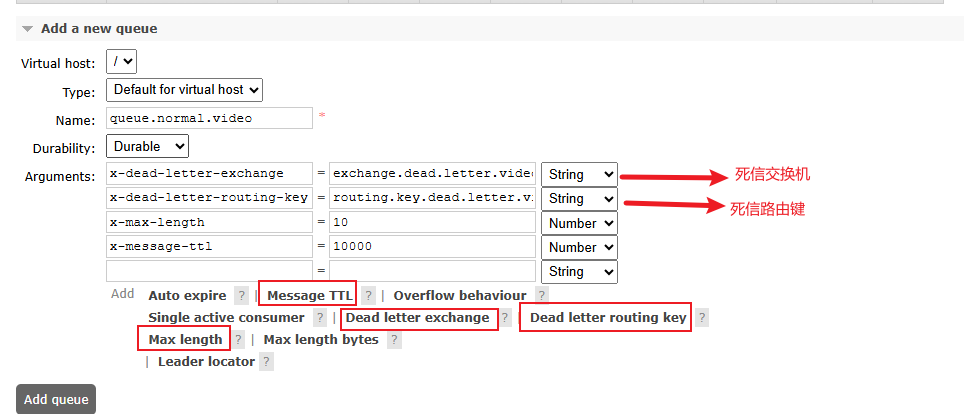 Add a new queue
Virtual host: /
Type: Default for virtual host
Name: queue.normal.video *
Durability: Durable
Arguments: x-dead-letter-exchange = exchange.dead.letter.video String 死信交换机
x-dead-letter-routing-key = routing.key.dead.letter.vi String 死信路由键
x-max-length = 10 Number
x-message-ttl = 10000 Number
= String
Add Auto expire ? | Message TTL ? | Overflow behaviour ?
Single active consumer ? | Dead letter exchange ? | Dead letter routing key ?
Max length ? | Max length bytes ?
| Leader locator ?
Add queue